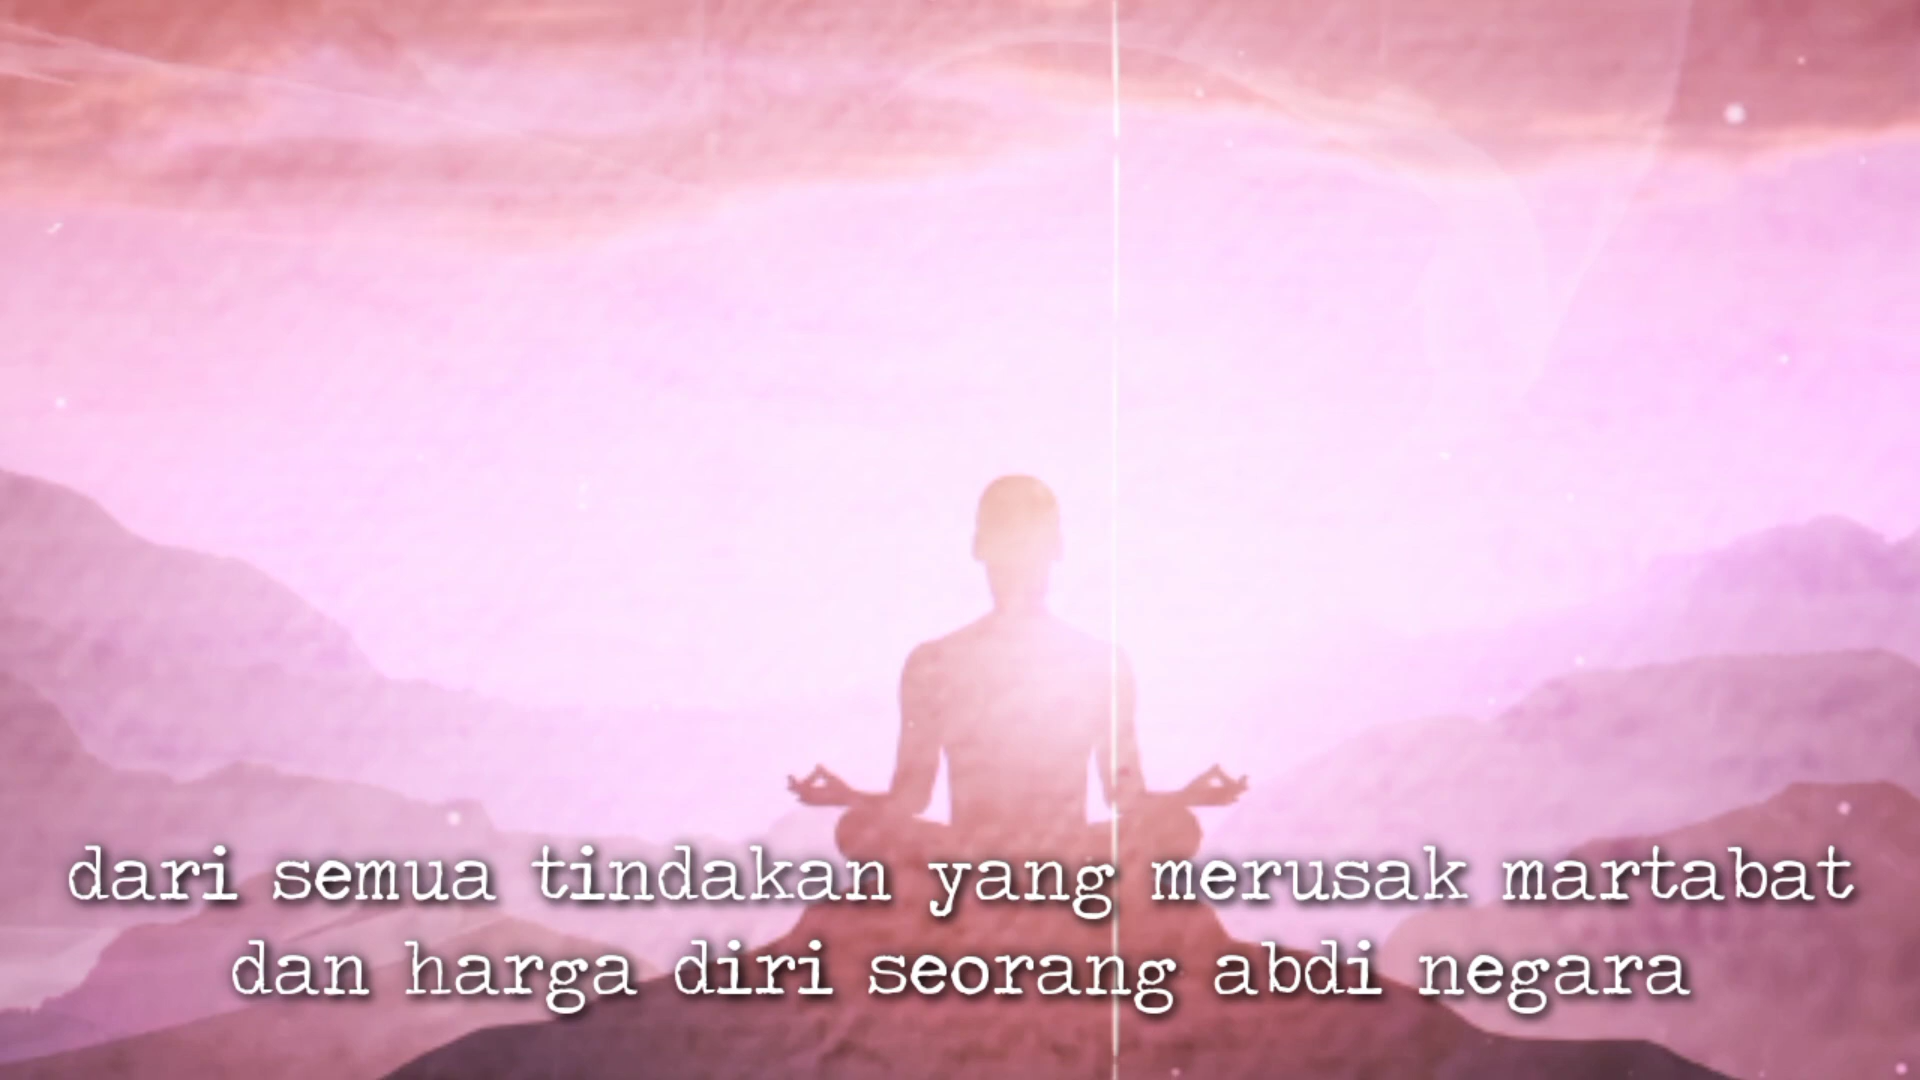 dari semua tindakan yang merusak martabat
dan harga diri seorang abdi negara